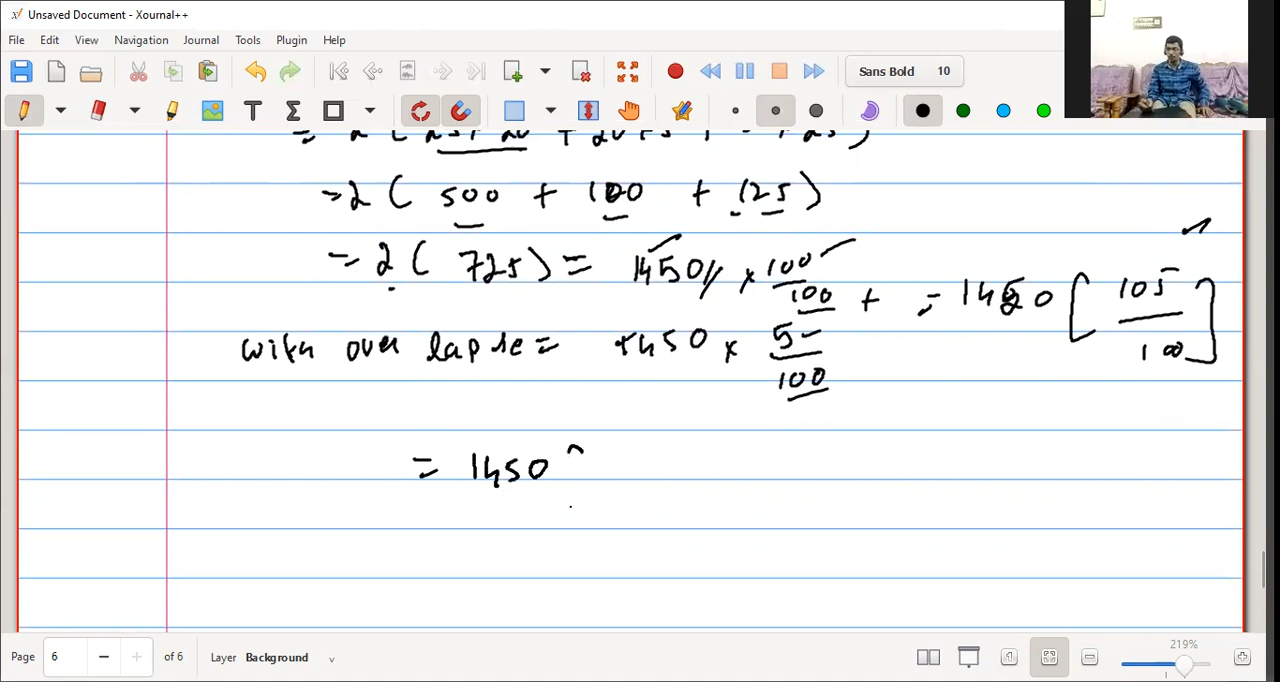 Unsaved Document - Xournal++
File Edit View Navigation Journal Tools Plugin Help
Sans Bold 10
= 2 ( 500 + 100 + 125 )
= 2 ( 725 ) = 1450 // × 100/100 + = 1450 [ 105/100 ]
with over lapse = 1450 × 5/100
= 1450
Page 6 of 6 Layer Background 219%